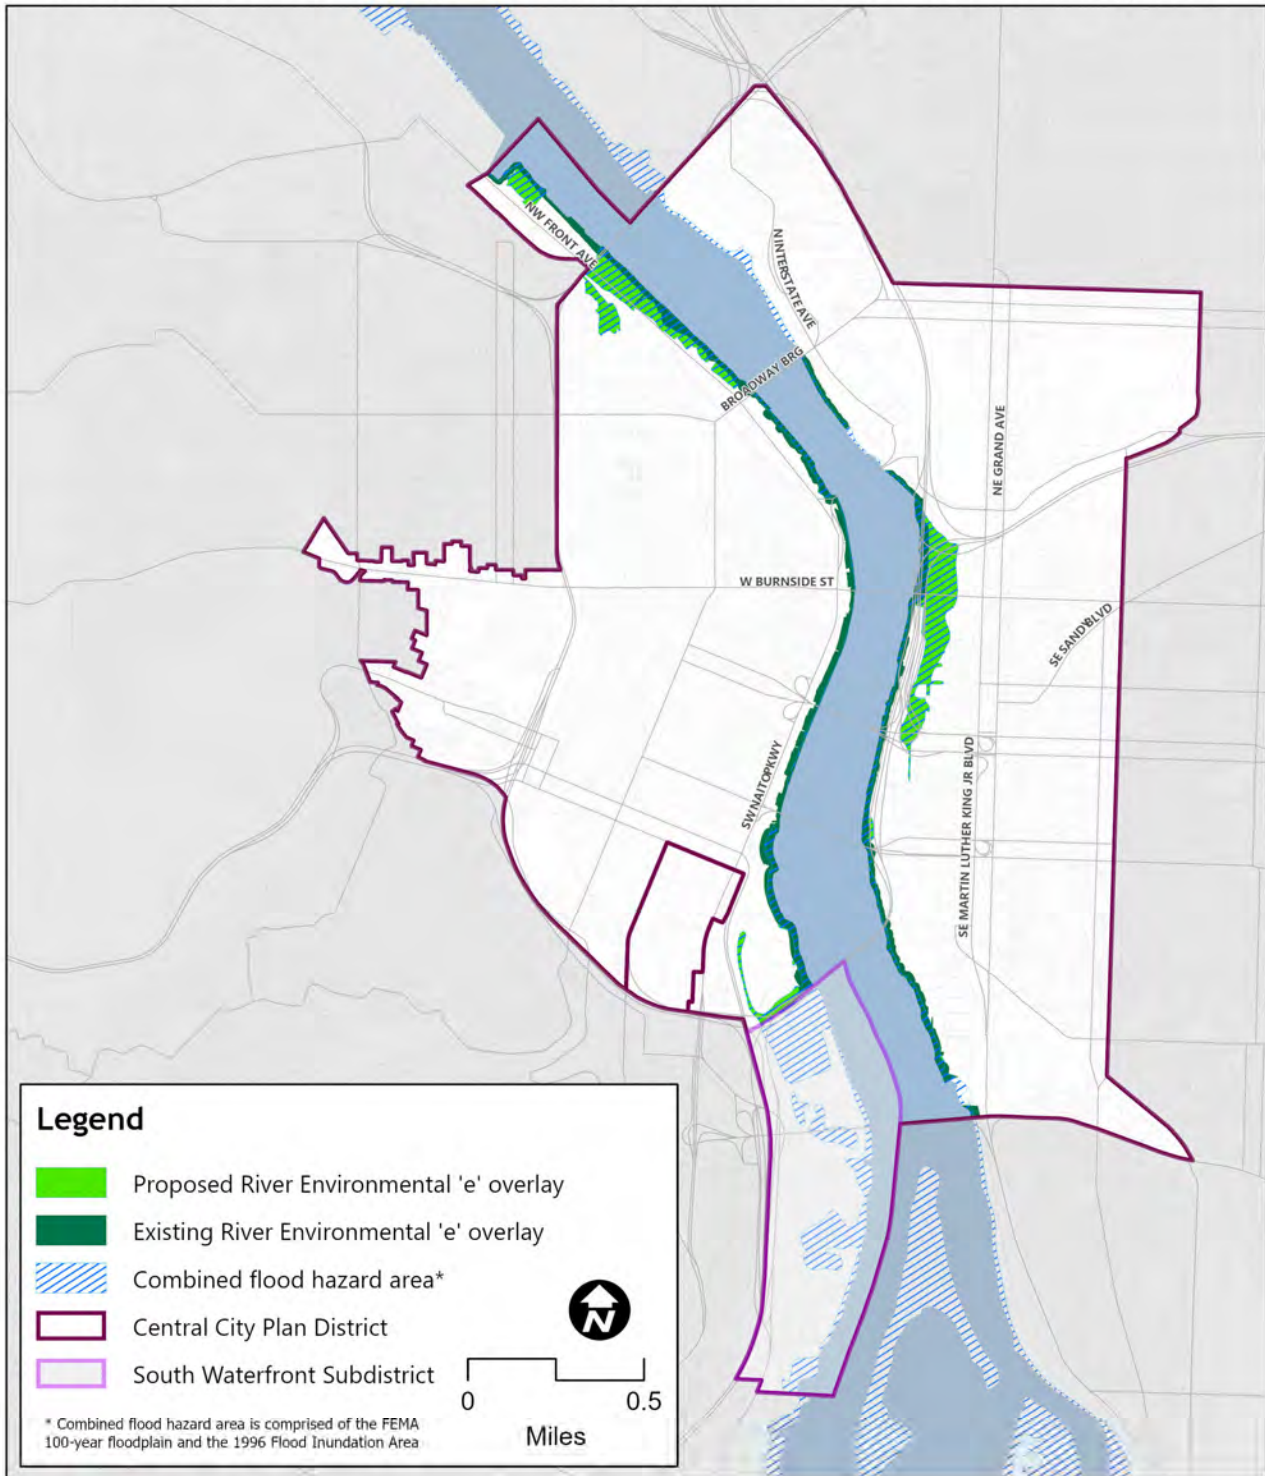 NW FRONT AVE
N INTERSTATE AVE
BROADWAY BRG
NE GRAND AVE
W BURNSIDE ST
SE SANDY BLVD
SW NAITO PKWY
SE MARTIN LUTHER KING JR BLVD
Legend
Proposed River Environmental 'e' overlay
Existing River Environmental 'e' overlay
Combined flood hazard area*
Central City Plan District
South Waterfront Subdistrict
* Combined flood hazard area is comprised of the FEMA
100-year floodplain and the 1996 Flood Inundation Area
N
0 0.5
Miles